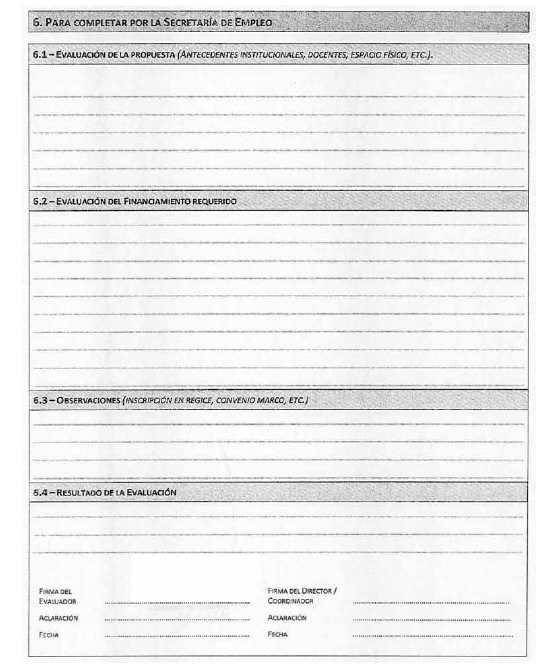 6. PARA COMPLETAR POR LA SECRETARÍA DE EMPLEO
6.1 – EVALUACIÓN DE LA PROPUESTA (ANTECEDENTES INSTITUCIONALES, DOCENTES, ESPACIO FÍSICO, ETC.).
6.2 – EVALUACIÓN DEL FINANCIAMIENTO REQUERIDO
6.3 – OBSERVACIONES (INSCRIPCIÓN EN REGICE, CONVENIO MARCO, ETC.)
6.4 – RESULTADO DE LA EVALUACIÓN
FIRMA DEL EVALUADOR
FIRMA DEL DIRECTOR / COORDINADOR
ACLARACIÓN
ACLARACIÓN
FECHA
FECHA